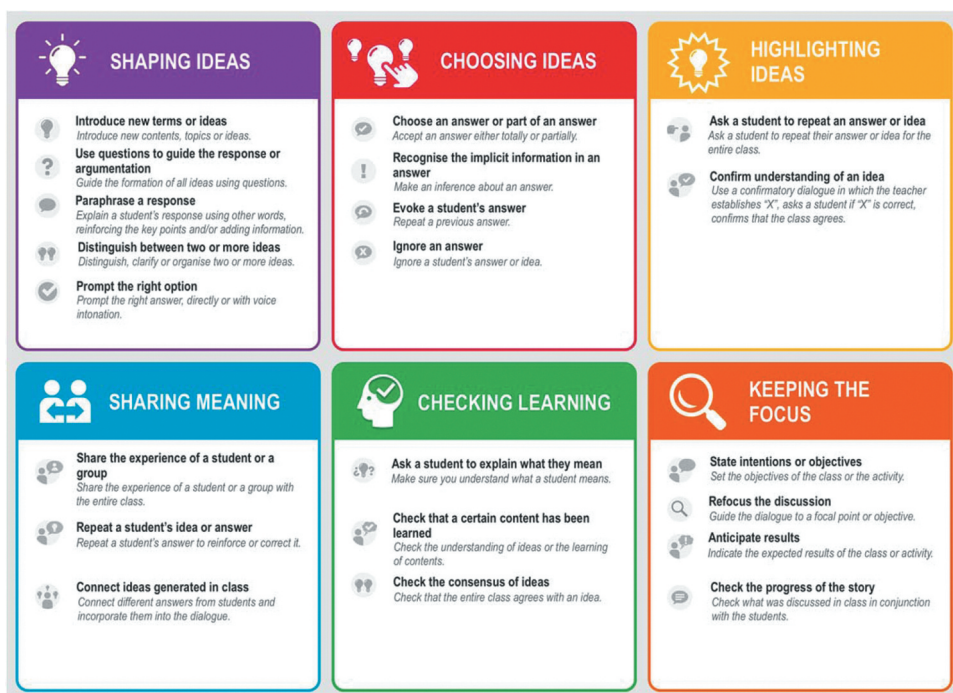 SHAPING IDEAS
Introduce new terms or ideas
Introduce new contents, topics or ideas.
Use questions to guide the response or
argumentation
Guide the formation of all ideas using questions.
Paraphrase a response
Explain a student's response using other words,
reinforcing the key points and/or adding information.
Distinguish between two or more ideas
Distinguish, clarify or organise two or more ideas.
Prompt the right option
Prompt the right answer, directly or with voice
intonation.
CHOOSING IDEAS
Choose an answer or part of an answer
Accept an answer either totally or partially.
Recognise the implicit information in an
answer
Make an inference about an answer.
Evoke a student's answer
Repeat a previous answer.
Ignore an answer
Ignore a student's answer or idea.
HIGHLIGHTING
IDEAS
Ask a student to repeat an answer or idea
Ask a student to repeat their answer or idea for the
entire class.
Confirm understanding of an idea
Use a confirmatory dialogue in which the teacher
establishes "X", asks a student if "X" is correct,
confirms that the class agrees.
SHARING MEANING
Share the experience of a student or a
group
Share the experience of a student or a group with
the entire class.
Repeat a student's idea or answer
Repeat a student's answer to reinforce or correct it.
Connect ideas generated in class
Connect different answers from students and
incorporate them into the dialogue.
CHECKING LEARNING
Ask a student to explain what they mean
Make sure you understand what a student means.
Check that a certain content has been
learned
Check the understanding of ideas or the learning
of contents.
Check the consensus of ideas
Check that the entire class agrees with an idea.
KEEPING THE
FOCUS
State intentions or objectives
Set the objectives of the class or the activity.
Refocus the discussion
Guide the dialogue to a focal point or objective.
Anticipate results
Indicate the expected results of the class or activity.
Check the progress of the story
Check what was discussed in class in conjunction
with the students.